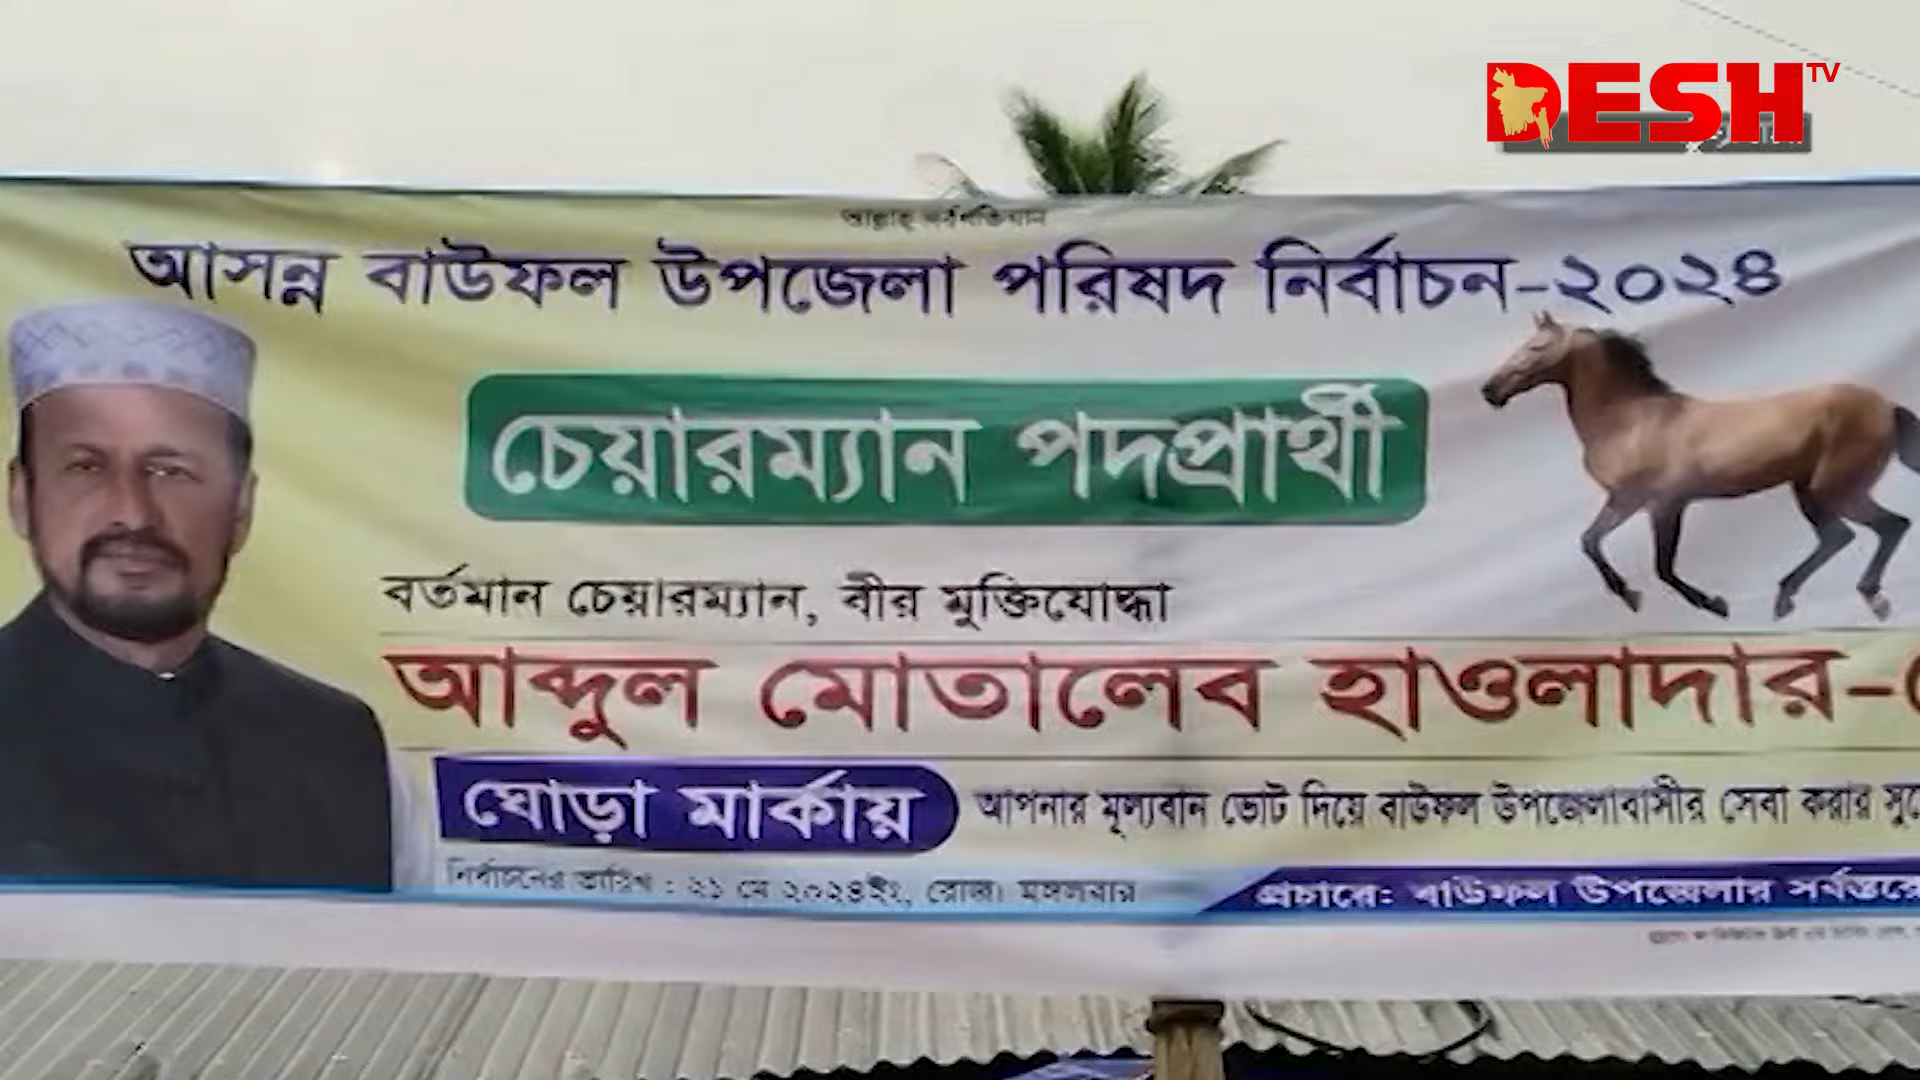 DESH TV
আসন্ন বাউফল উপজেলা পরিষদ নির্বাচন-২০২৪
চেয়ারম্যান পদপ্রার্থী
বর্তমান চেয়ারম্যান, বীর মুক্তিযোদ্ধা
আব্দুল মোতালেব হাওলাদার-
ঘোড়া মার্কায় আপনার মূল্যবান ভোট দিয়ে বাউফল উপজেলাবাসীর সেবা করার
নির্বাচনের তারিখ : ২১ মে ২০২৪ইং, রোজঃ মঙ্গলবার
প্রচারে: বাউফল উপজেলার